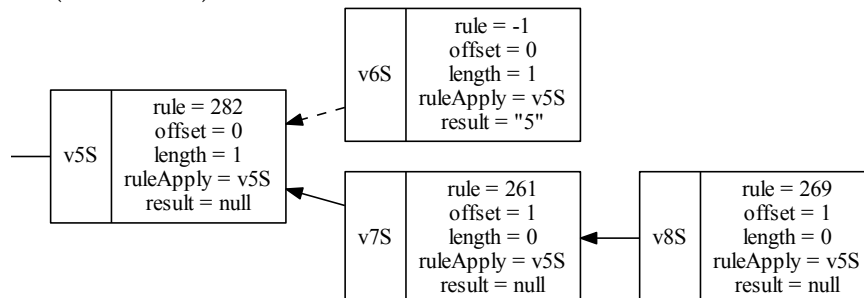 v5S
rule = 282
offset = 0
length = 1
ruleApply = v5S
result = null
v6S
rule = -1
offset = 0
length = 1
ruleApply = v5S
result = "5"
v7S
rule = 261
offset = 1
length = 0
ruleApply = v5S
result = null
v8S
rule = 269
offset = 1
length = 0
ruleApply = v5S
result = null